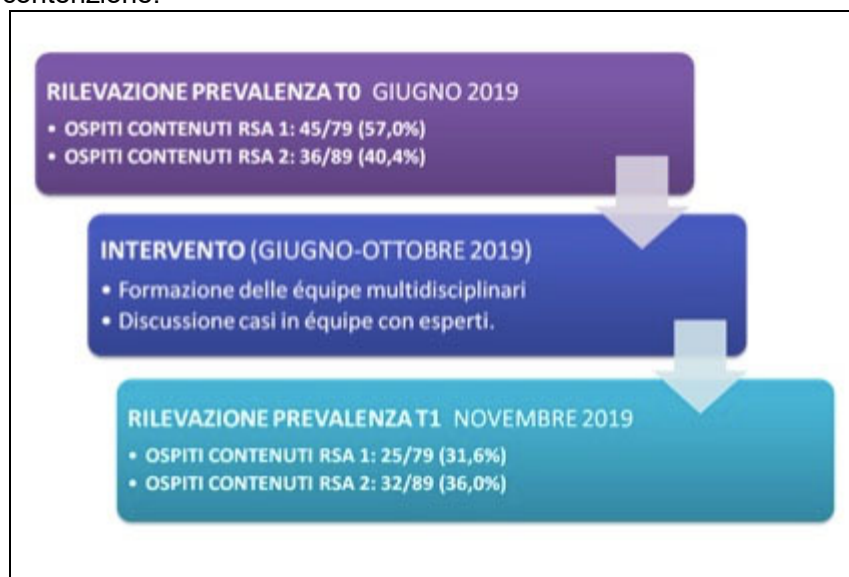 contenzione.
RILEVAZIONE PREVALENZA T0 GIUGNO 2019
• OSPITI CONTENUTI RSA 1: 45/79 (57,0%)
• OSPITI CONTENUTI RSA 2: 36/89 (40,4%)
INTERVENTO (GIUGNO-OTTOBRE 2019)
• Formazione delle équipe multidisciplinari
• Discussione casi in équipe con esperti.
RILEVAZIONE PREVALENZA T1 NOVEMBRE 2019
• OSPITI CONTENUTI RSA 1: 25/79 (31,6%)
• OSPITI CONTENUTI RSA 2: 32/89 (36,0%)